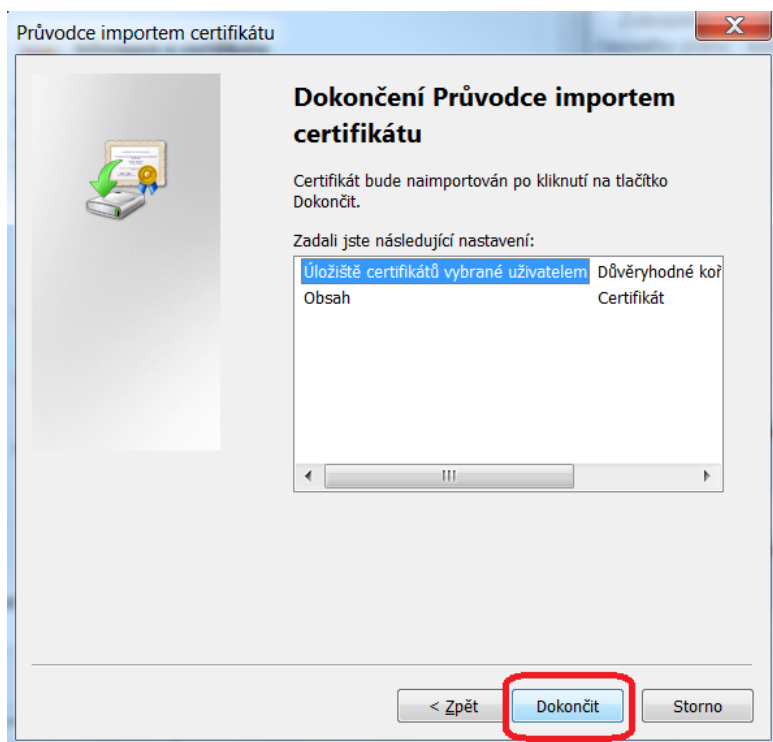 Průvodce importem certifikátu
Dokončení Průvodce importem
certifikátu
Certifikát bude naimportován po kliknutí na tlačítko
Dokončit.
Zadali jste následující nastavení:
Úložiště certifikátů vybrané uživatelem Důvěryhodné koř
Obsah Certifikát
< Zpět Dokončit Storno